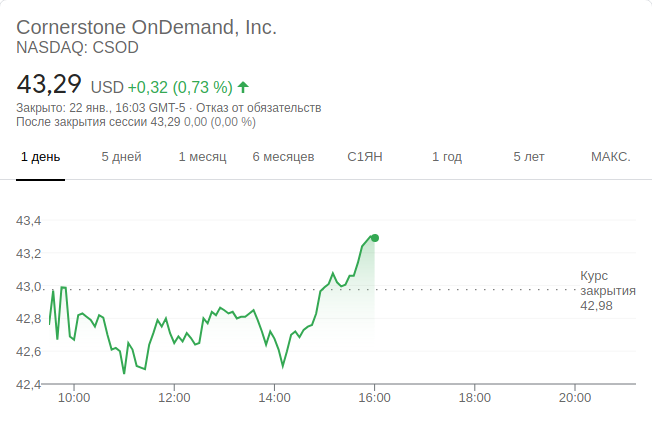 Cornerstone OnDemand, Inc.
NASDAQ: CSOD
43,29 USD +0,32 (0,73 %)
Закрыто: 22 янв., 16:03 GMT-5 · Отказ от обязательств
После закрытия сессии 43,29 0,00 (0,00 %)
1 день 5 дней 1 месяц 6 месяцев С1ЯН 1 год 5 лет МАКС.
43,4
43,2
43,0
42,8
42,6
42,4
Курс
закрытия
42,98
10:00 12:00 14:00 16:00 18:00 20:00